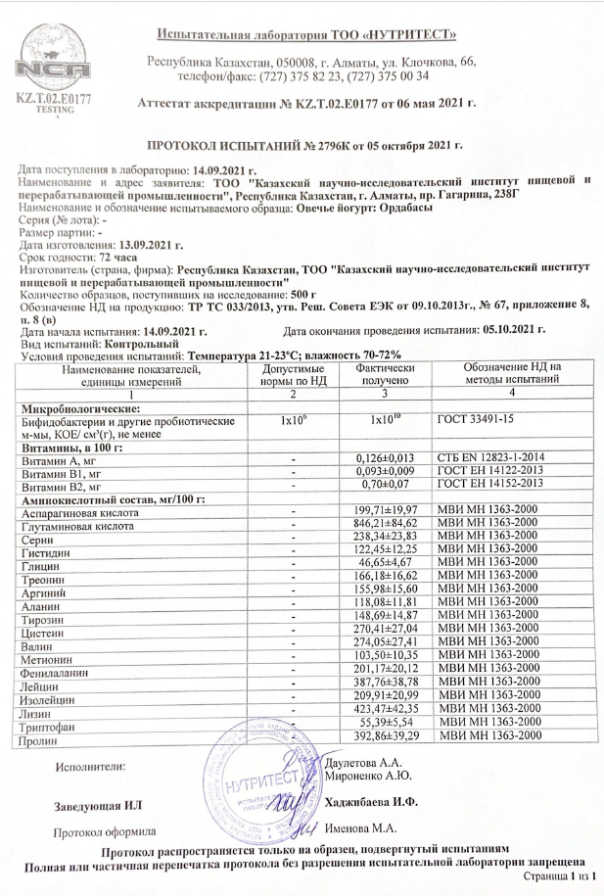 NCA
KZ.T.02.E0177
TESTING
Испытательная лаборатория ТОО «НУТРИТЕСТ»
Республика Казахстан, 050008, г. Алматы, ул. Клочкова, 66,
телефон/факс: (727) 375 82 23, (727) 375 00 34
Аттестат аккредитации № KZ.T.02.E0177 от 06 мая 2021 г.
ПРОТОКОЛ ИСПЫТАНИЙ № 2796К от 05 октября 2021 г.
Дата поступления в лабораторию: 14.09.2021 г.
Наименование и адрес заявителя: ТОО "Казахский научно-исследовательский институт пищевой и
перерабатывающей промышленности", Республика Казахстан, г. Алматы, пр. Гагарина, 238Г
Наименование и обозначение испытываемого образца: Овечье йогурт: Ордабасы
Серия (№ лота): -
Размер партии: -
Дата изготовления: 13.09.2021 г.
Срок годности: 72 часа
Изготовитель (страна, фирма): Республика Казахстан, ТОО "Казахский научно-исследовательский институт
пищевой и перерабатывающей промышленности"
Количество образцов, поступивших на исследование: 500 г
Обозначение НД на продукцию: ТР ТС 033/2013, утв. Реш. Совета ЕЭК от 09.10.2013г., № 67, приложение 8,
п. 8 (в)
Дата начала испытания: 14.09.2021 г. Дата окончания проведения испытания: 05.10.2021 г.
Вид испытаний: Контрольный
Условия проведения испытаний: Температура 21-23°С; влажность 70-72%
Наименование показателей, Допустимые Фактически Обозначение НД на
единицы измерений нормы по НД получено методы испытаний
1 2 3 4
Микробиологические:
Бифидобактерии и другие пробиотические 1х10⁶ 1х10¹⁰ ГОСТ 33491-15
м-мы, КОЕ/ см³(г), не менее
Витамины, в 100 г:
Витамин А, мг - 0,126±0,013 СТБ EN 12823-1-2014
Витамин В1, мг - 0,093±0,009 ГОСТ ЕН 14122-2013
Витамин В2, мг - 0,70±0,07 ГОСТ ЕН 14152-2013
Аминокислотный состав, мг/100 г:
Аспарагиновая кислота - 199,71±19,97 МВИ МН 1363-2000
Глутаминовая кислота - 846,21±84,62 МВИ МН 1363-2000
Серин - 238,34±23,83 МВИ МН 1363-2000
Гистидин - 122,45±12,25 МВИ МН 1363-2000
Глицин - 46,65±4,67 МВИ МН 1363-2000
Треонин - 166,18±16,62 МВИ МН 1363-2000
Аргиний - 155,98±15,60 МВИ МН 1363-2000
Аланин - 118,08±11,81 МВИ МН 1363-2000
Тирозин - 148,69±14,87 МВИ МН 1363-2000
Цистеин - 270,41±27,04 МВИ МН 1363-2000
Валин - 274,05±27,41 МВИ МН 1363-2000
Метионин - 103,50±10,35 МВИ МН 1363-2000
Фенилаланин - 201,17±20,12 МВИ МН 1363-2000
Лейцин - 387,76±38,78 МВИ МН 1363-2000
Изолейцин - 209,91±20,99 МВИ МН 1363-2000
Лизин - 423,47±42,35 МВИ МН 1363-2000
Триптофан - 55,39±5,54 МВИ МН 1363-2000
Пролин - 392,86±39,29 МВИ МН 1363-2000
Исполнители: Даулетова А.А.
Мироненко А.Ю.
НУТРИТЕСТ
Заведующая ИЛ Хаджибаева И.Ф.
Протокол оформила Именова М.А.
Протокол распространяется только на образец, подвергнутый испытаниям
Полная или частичная перепечатка протокола без разрешения испытательной лаборатории запрещена
Страница 1 из 1